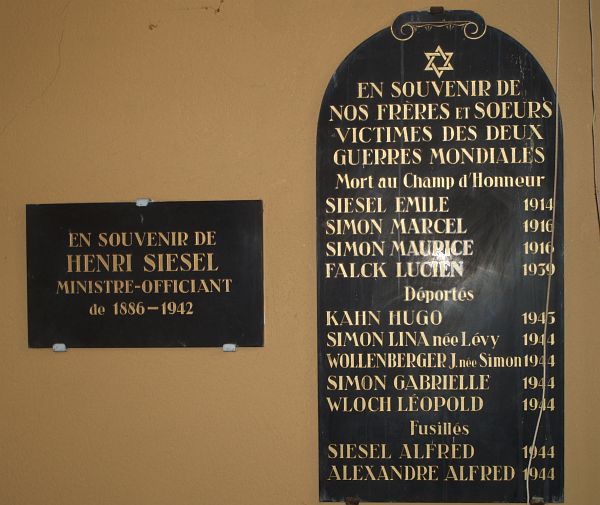 EN SOUVENIR DE
HENRI SIESEL
MINISTRE-OFFICIANT
de 1886-1942
EN SOUVENIR DE
NOS FRÈRES ET SOEURS
VICTIMES DES DEUX
GUERRES MONDIALES
Mort au Champ d'Honneur
SIESEL EMILE 1914
SIMON MARCEL 1916
SIMON MAURICE 1916
FALCK LUCIEN 1939
Déportés
KAHN HUGO 1943
SIMON LINA née Lévy 1944
WOLLENBERGER J. née Simon 1944
SIMON GABRIELLE 1944
WLOCH LÉOPOLD 1944
Fusillés
SIESEL ALFRED 1944
ALEXANDRE ALFRED 1944